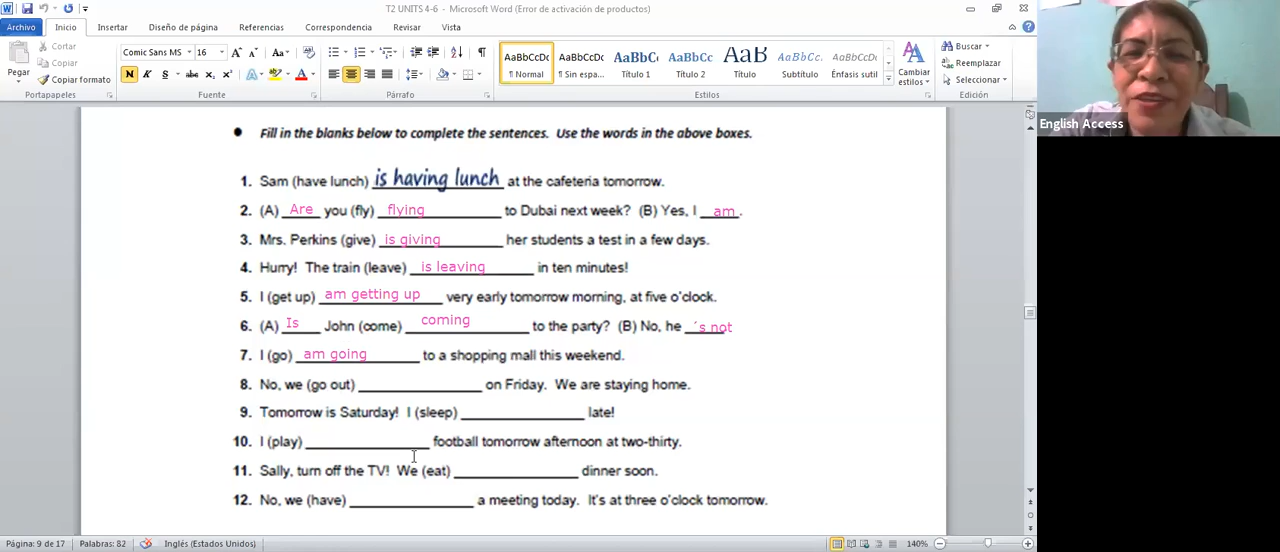 T2 UNITS 4-6 - Microsoft Word (Error de activación de productos)
Archivo Inicio Insertar Diseño de página Referencias Correspondencia Revisar Vista
Pegar
Cortar
Copiar
Copiar formato
Portapapeles
Comic Sans MS 16
Fuente
Párrafo
AaBbCcDc AaBbCcDc AaBbC AaBbCc AaB AaBbCc. AaBbCcDc
¶ Normal ¶ Sin espa... Título 1 Título 2 Título Subtítulo Énfasis sutil
Estilos
Cambiar estilos
Buscar
Reemplazar
Seleccionar
Edición
English Access
• Fill in the blanks below to complete the sentences. Use the words in the above boxes.
1. Sam (have lunch) is having lunch at the cafeteria tomorrow.
2. (A) Are you (fly) flying to Dubai next week? (B) Yes, I am.
3. Mrs. Perkins (give) is giving her students a test in a few days.
4. Hurry! The train (leave) is leaving in ten minutes!
5. I (get up) am getting up very early tomorrow morning, at five o'clock.
6. (A) Is John (come) coming to the party? (B) No, he ´s not
7. I (go) am going to a shopping mall this weekend.
8. No, we (go out) ____ on Friday. We are staying home.
9. Tomorrow is Saturday! I (sleep) ____ late!
10. I (play) ____ football tomorrow afternoon at two-thirty.
11. Sally, turn off the TV! We (eat) ____ dinner soon.
12. No, we (have) ____ a meeting today. It's at three o'clock tomorrow.
Página: 9 de 17 Palabras: 82 Inglés (Estados Unidos) 140%